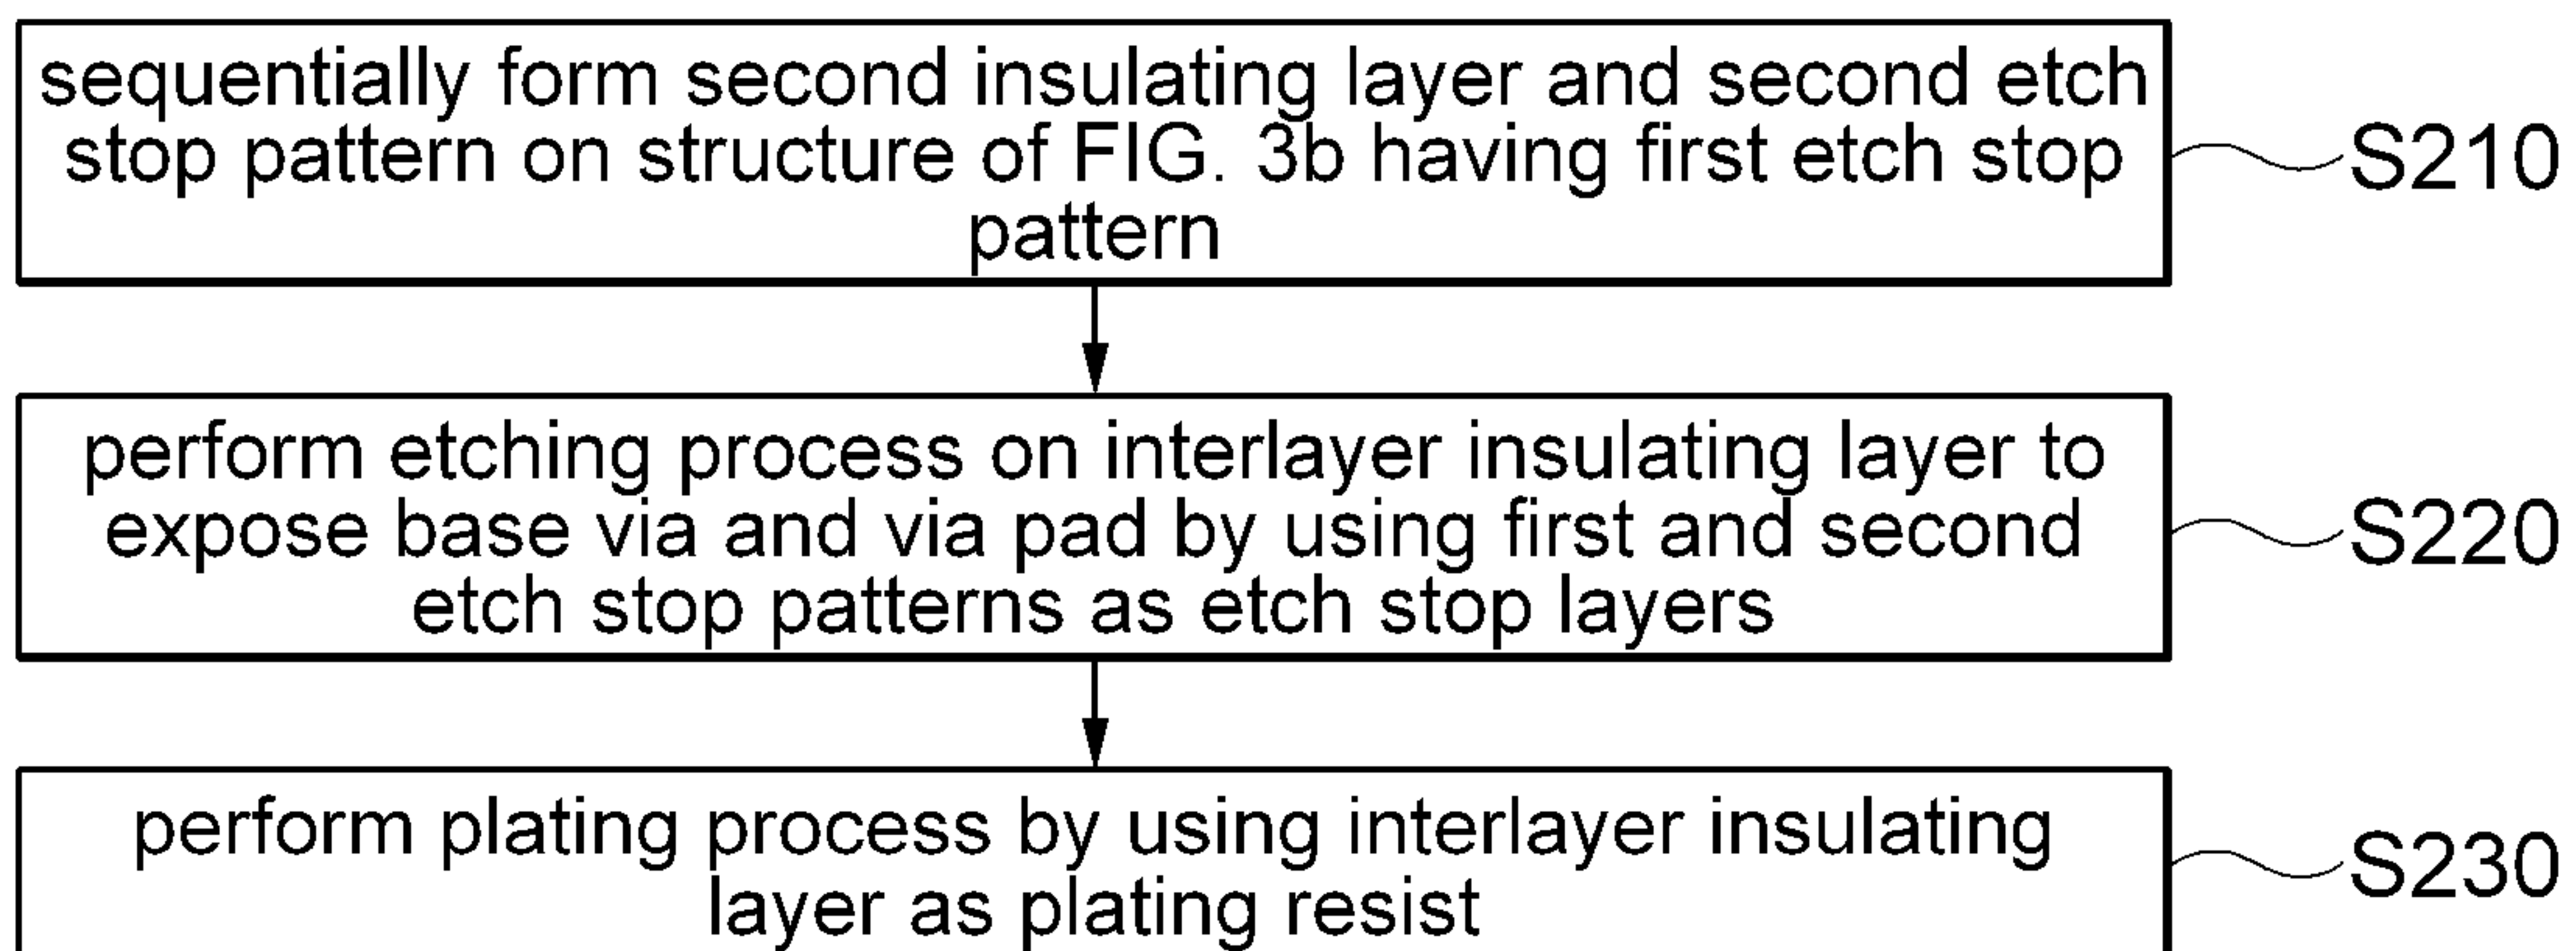 sequentially form second insulating layer and second etch
stop pattern on structure of FIG. 3b having first etch stop
pattern
S210
perform etching process on interlayer insulating layer to
expose base via and via pad by using first and second
etch stop patterns as etch stop layers
S220
perform plating process by using interlayer insulating
layer as plating resist
S230